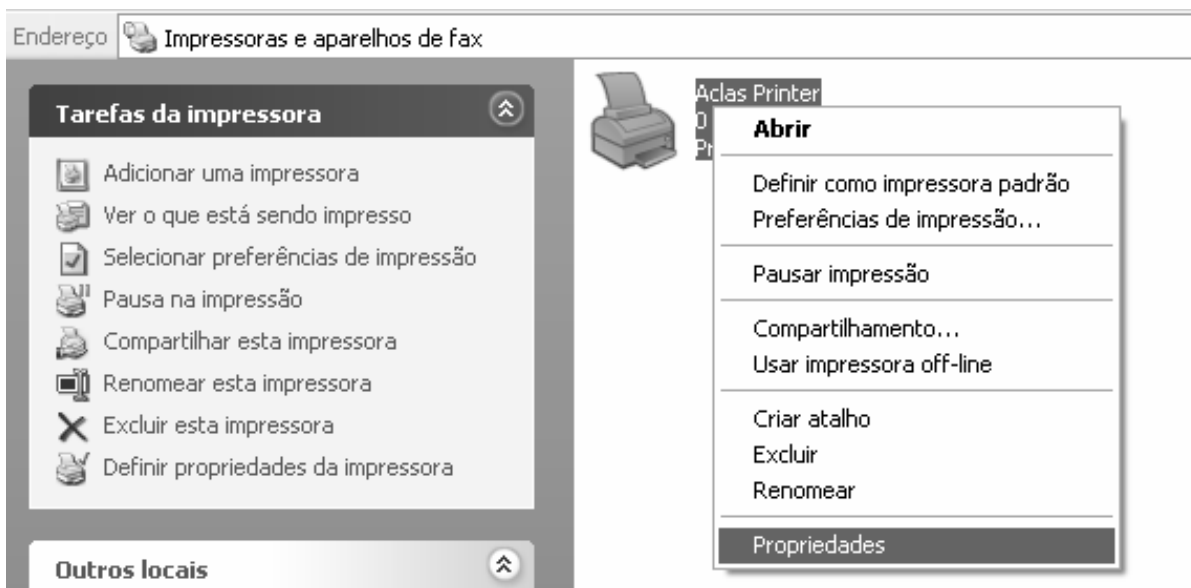 Endereço Impressoras e aparelhos de fax
Tarefas da impressora
Adicionar uma impressora
Ver o que está sendo impresso
Selecionar preferências de impressão
Pausa na impressão
Compartilhar esta impressora
Renomear esta impressora
Excluir esta impressora
Definir propriedades da impressora
Outros locais
Aclas Printer
0
Abrir
Definir como impressora padrão
Preferências de impressão...
Pausar impressão
Compartilhamento...
Usar impressora off-line
Criar atalho
Excluir
Renomear
Propriedades